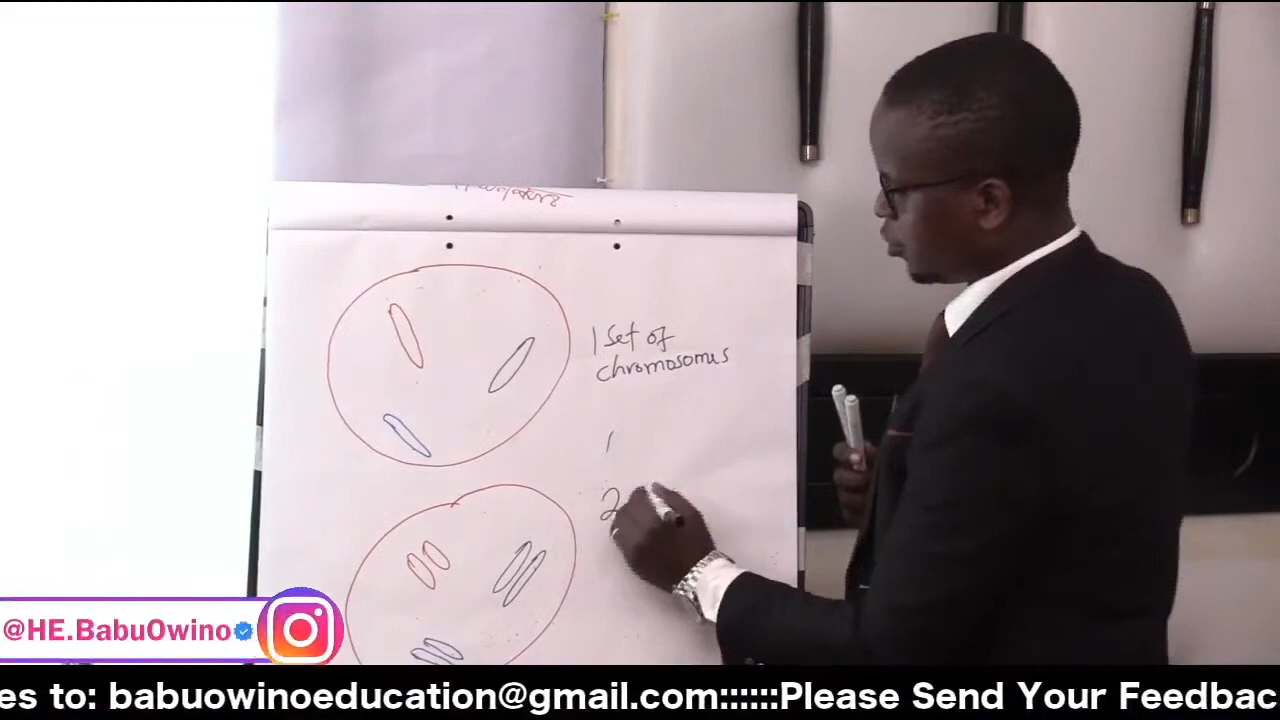 1 Set of
chromosomes
1
2
@HE.BabuOwino
es to: babuowinoeducation@gmail.com::::::Please Send Your Feedbac